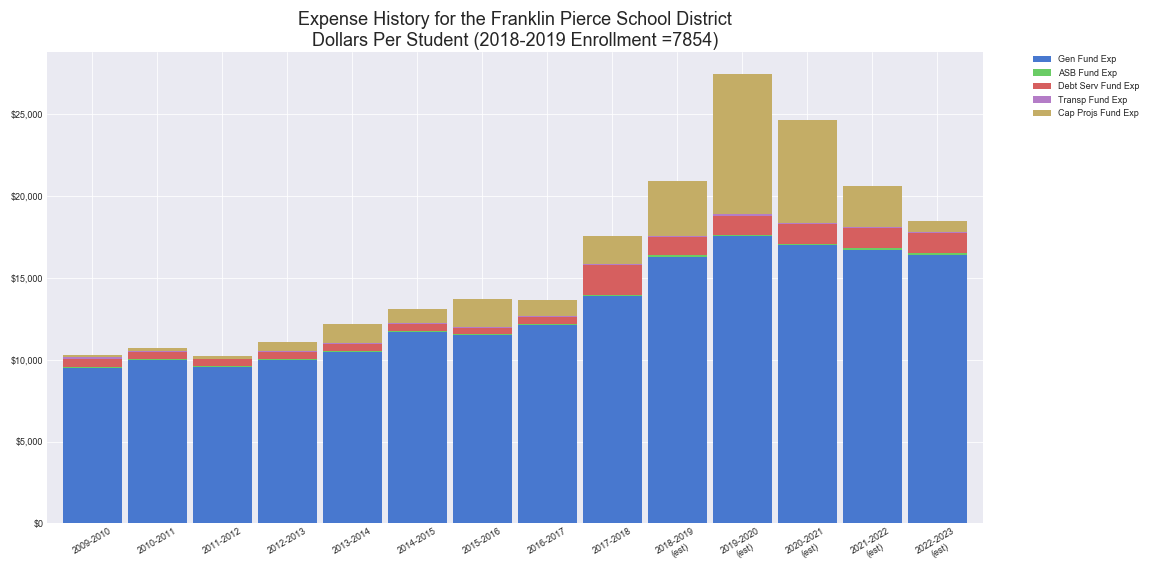 Expense History for the Franklin Pierce School District
Dollars Per Student (2018-2019 Enrollment =7854)
Gen Fund Exp
ASB Fund Exp
Debt Serv Fund Exp
Transp Fund Exp
Cap Projs Fund Exp
$25,000
$20,000
$15,000
$10,000
$5,000
$0
2009-2010
2010-2011
2011-2012
2012-2013
2013-2014
2014-2015
2015-2016
2016-2017
2017-2018
2018-2019
(est)
2019-2020
(est)
2020-2021
(est)
2021-2022
(est)
2022-2023
(est)